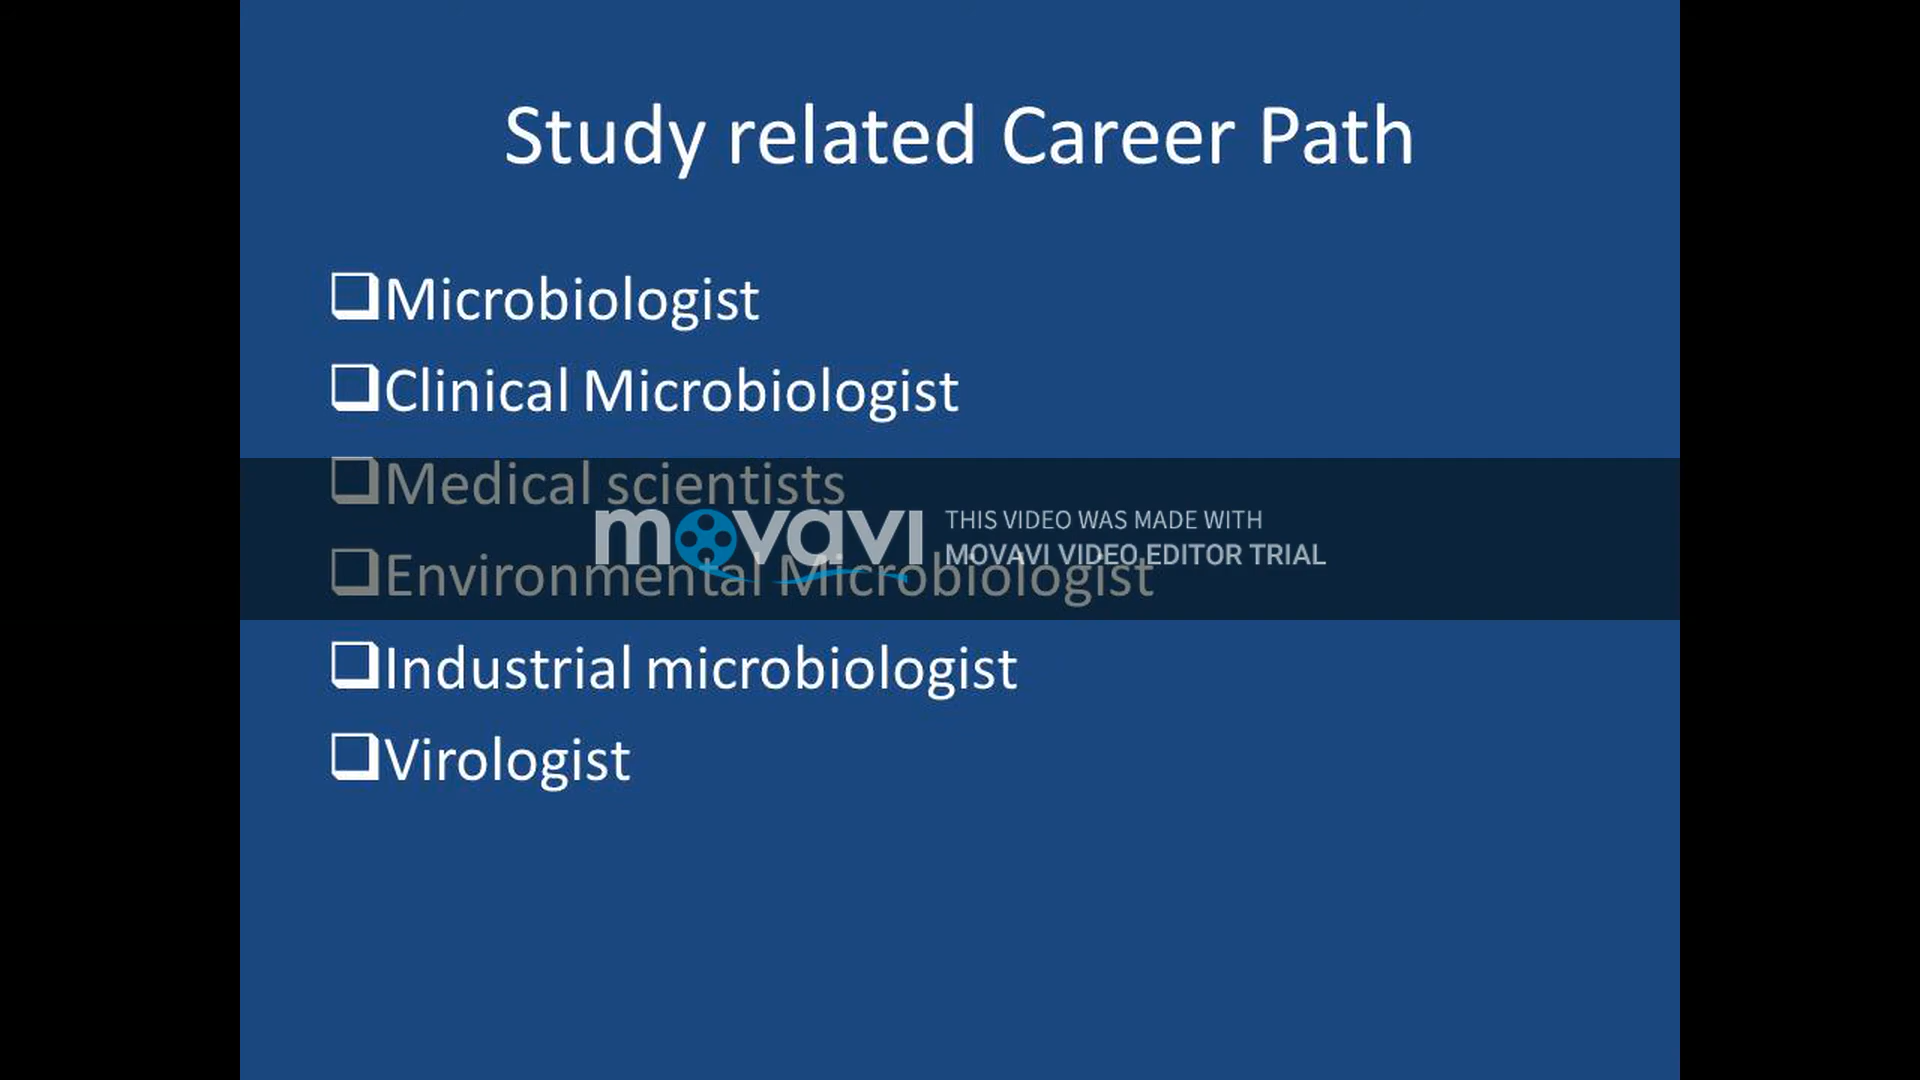 Study related Career Path
❑Microbiologist
❑Clinical Microbiologist
❑Medical scientists
movavi
THIS VIDEO WAS MADE WITH
MOVAVI VIDEO EDITOR TRIAL
❑Environmental Microbiologist
❑Industrial microbiologist
❑Virologist